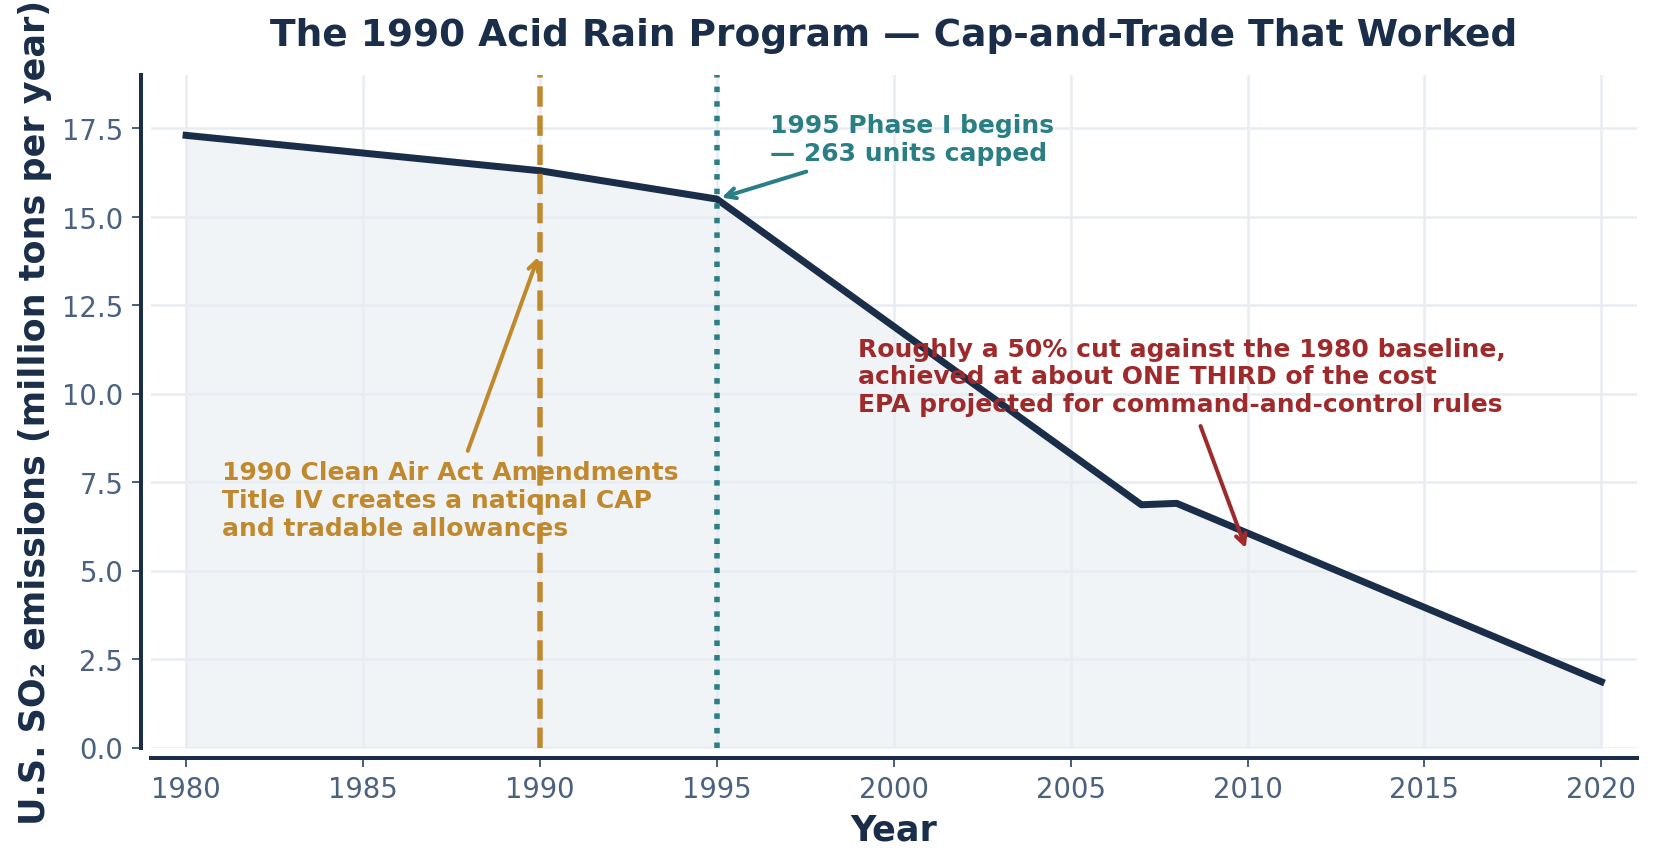 The 1990 Acid Rain Program — Cap-and-Trade That Worked
U.S. SO₂ emissions (million tons per year)
17.5
15.0
12.5
10.0
7.5
5.0
2.5
0.0
1995 Phase I begins
— 263 units capped
Roughly a 50% cut against the 1980 baseline,
achieved at about ONE THIRD of the cost
EPA projected for command-and-control rules
1990 Clean Air Act Amendments
Title IV creates a national CAP
and tradable allowances
1980 1985 1990 1995 2000 2005 2010 2015 2020
Year